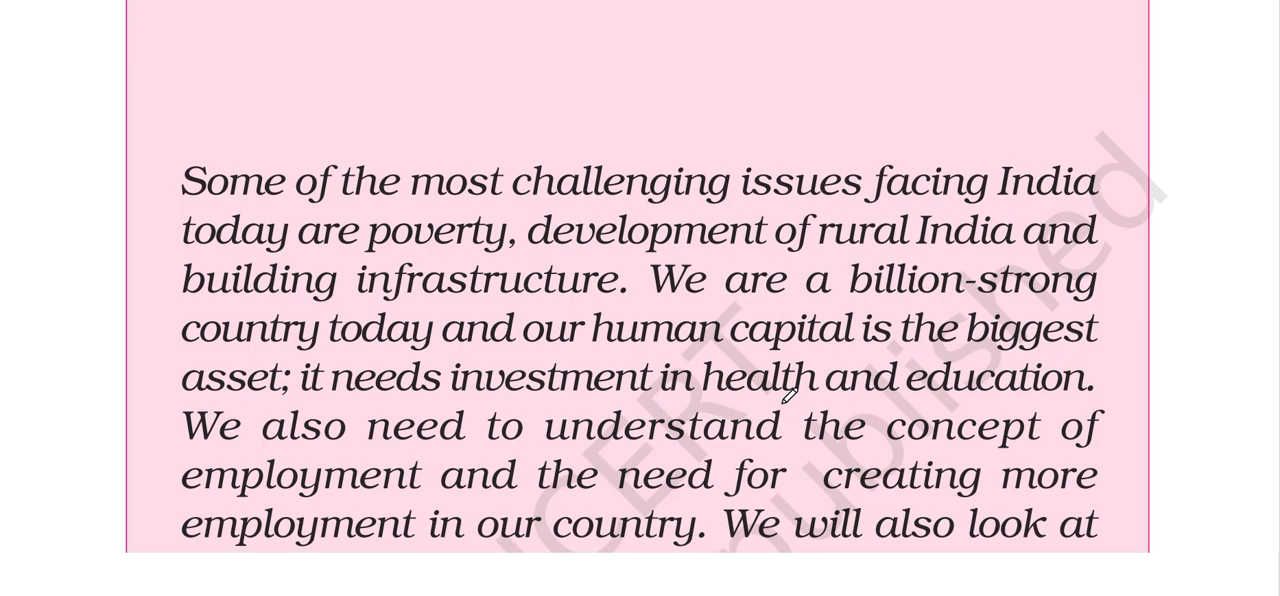 Some of the most challenging issues facing India
today are poverty, development of rural India and
building infrastructure. We are a billion-strong
country today and our human capital is the biggest
asset; it needs investment in health and education.
We also need to understand the concept of
employment and the need for creating more
employment in our country. We will also look at